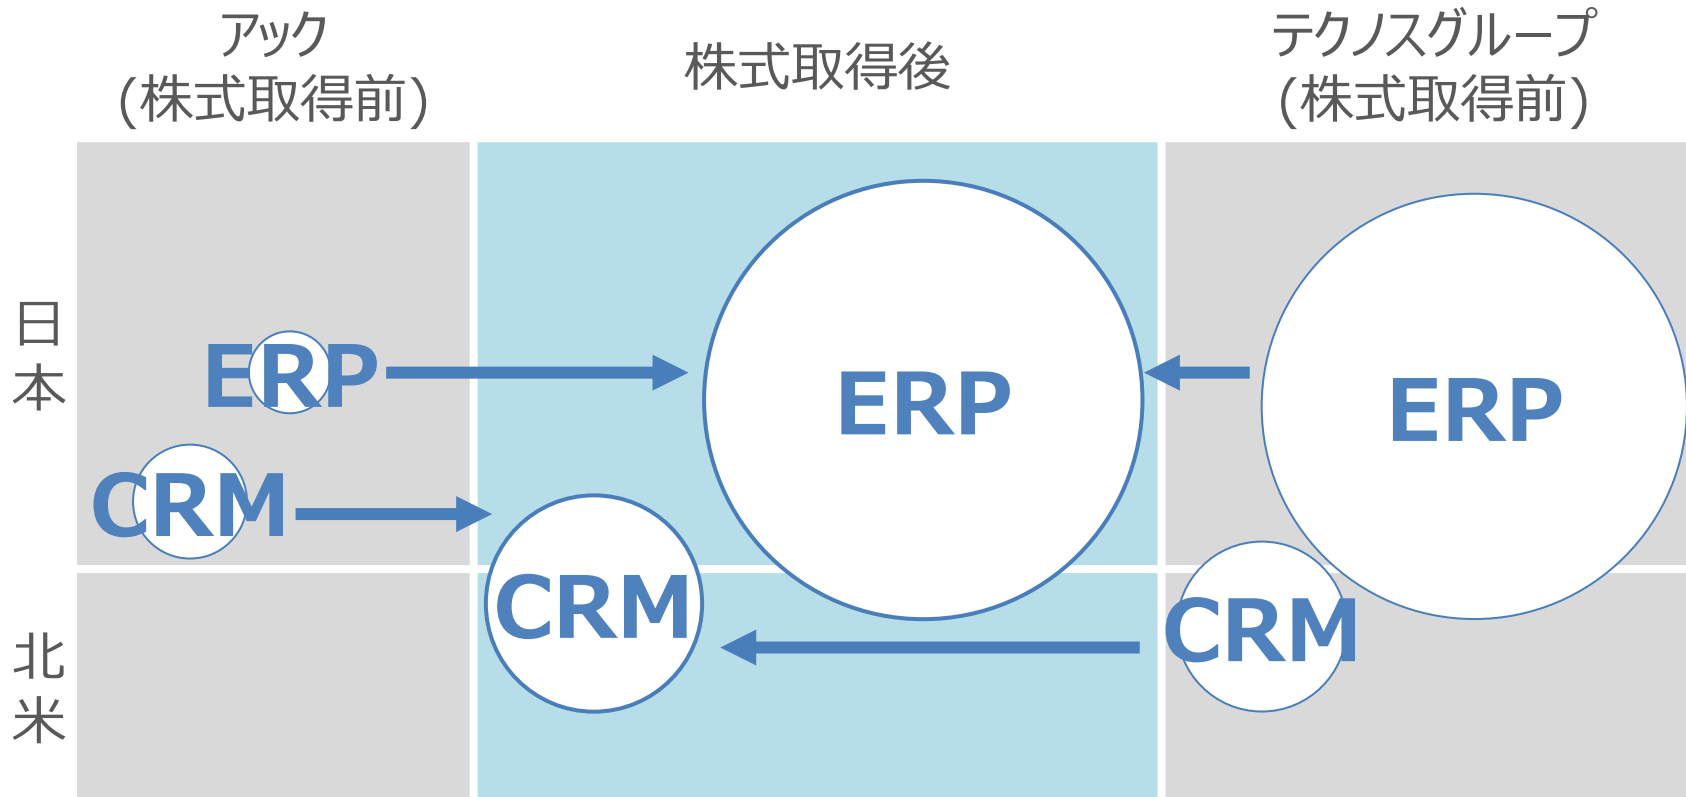 アック
(株式取得前)
株式取得後
テクノスグループ
(株式取得前)
日本
ERP
ERP
ERP
CRM
CRM
CRM
北米